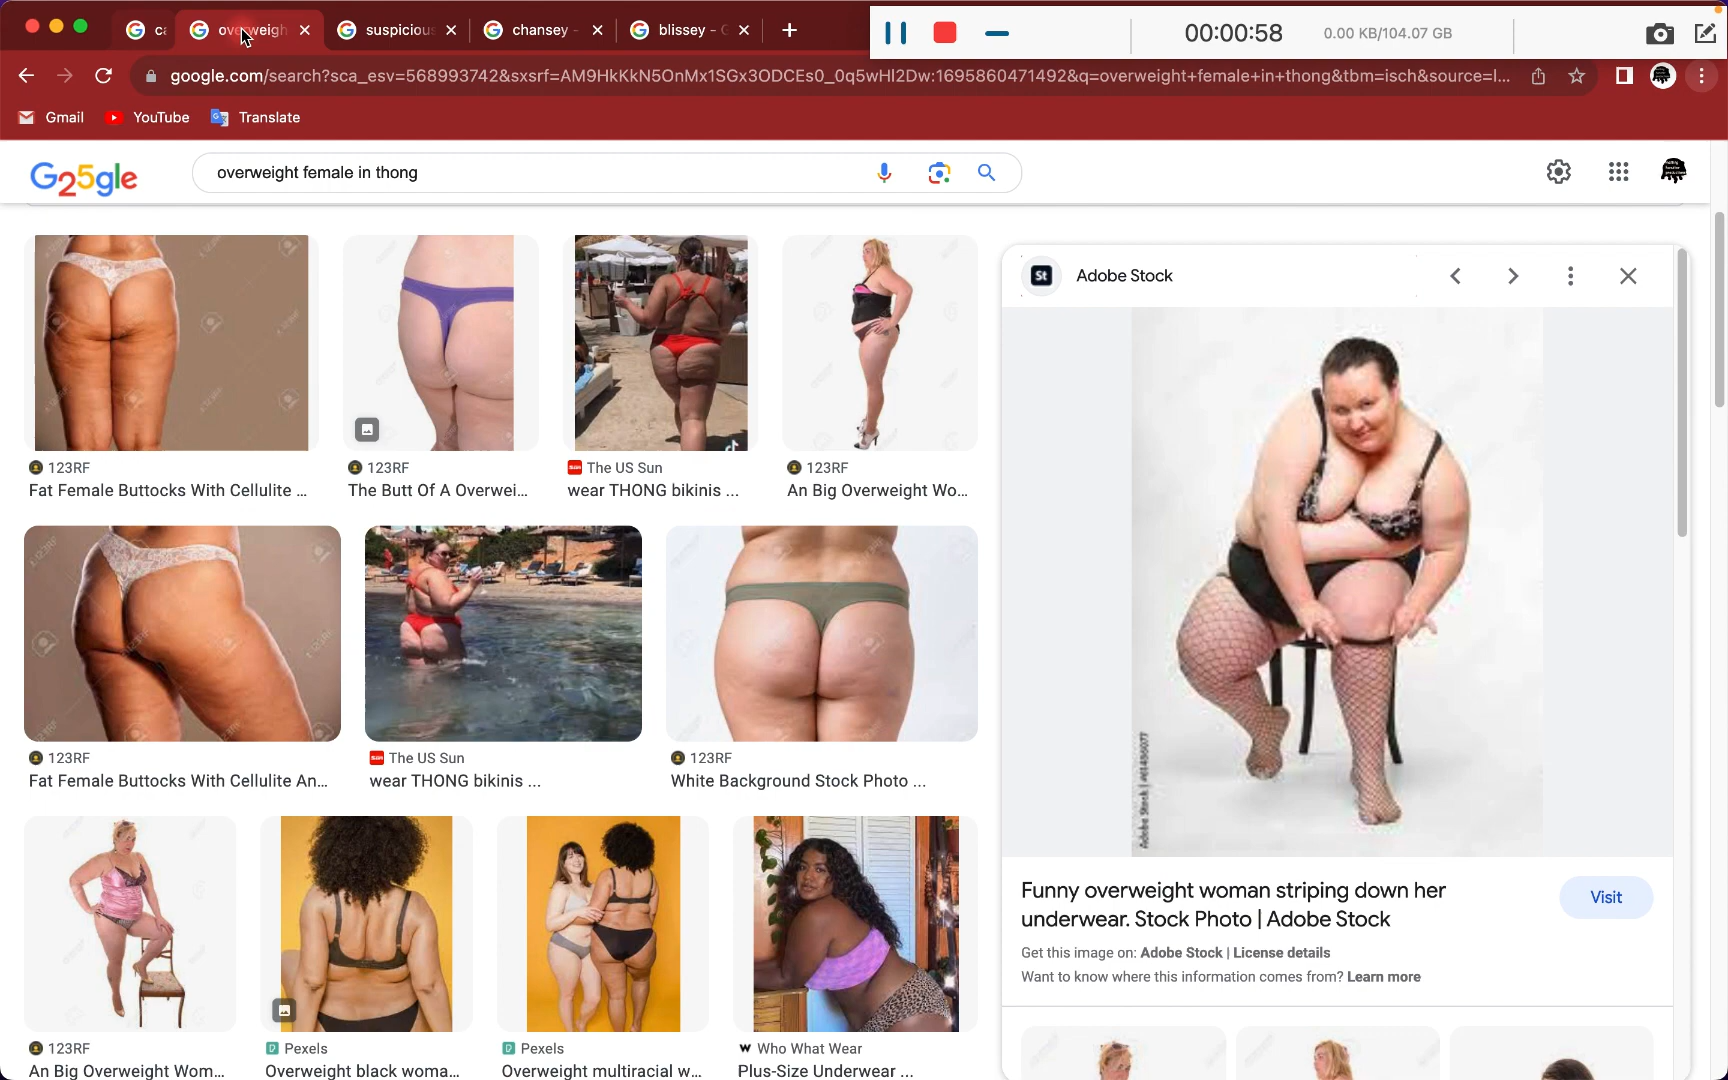 ca
overweigh
suspicious
chansey -
blissey - G
00:00:58
0.00 KB/104.07 GB
google.com/search?sca_esv=568993742&sxsrf=AM9HkKkN5OnMx1SGx3ODCEs0_0q5wHl2Dw:1695860471492&q=overweight+female+in+thong&tbm=isch&source=l...
Gmail
YouTube
Translate
G25gle
overweight female in thong
123RF
Fat Female Buttocks With Cellulite ...
123RF
The Butt Of A Overwei...
The US Sun
wear THONG bikinis ...
123RF
An Big Overweight Wo...
123RF
Fat Female Buttocks With Cellulite An...
The US Sun
wear THONG bikinis ...
123RF
White Background Stock Photo ...
123RF
An Big Overweight Wom...
Pexels
Overweight black woma...
Pexels
Overweight multiracial w...
W Who What Wear
Plus-Size Underwear ...
St
Adobe Stock
Funny overweight woman striping down her
underwear. Stock Photo | Adobe Stock
Visit
Get this image on: Adobe Stock | License details
Want to know where this information comes from? Learn more